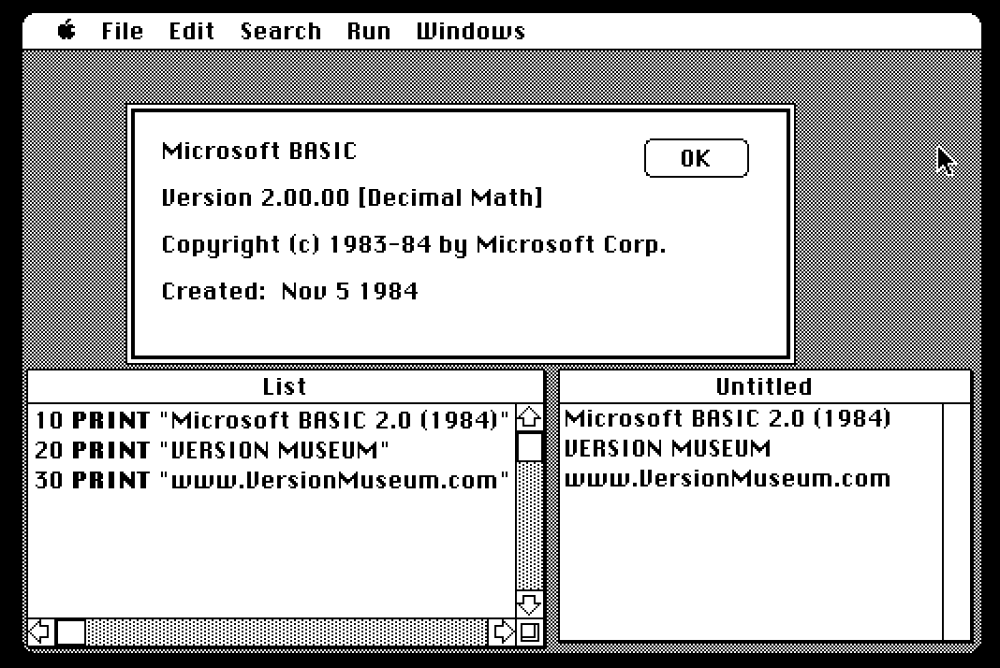 File Edit Search Run Windows
Microsoft BASIC
OK
Version 2.00.00 [Decimal Math]
Copyright (c) 1983-84 by Microsoft Corp.
Created: Nov 5 1984
List
10 PRINT "Microsoft BASIC 2.0 (1984)"
20 PRINT "VERSION MUSEUM"
30 PRINT "www.VersionMuseum.com"
Untitled
Microsoft BASIC 2.0 (1984)
VERSION MUSEUM
www.VersionMuseum.com